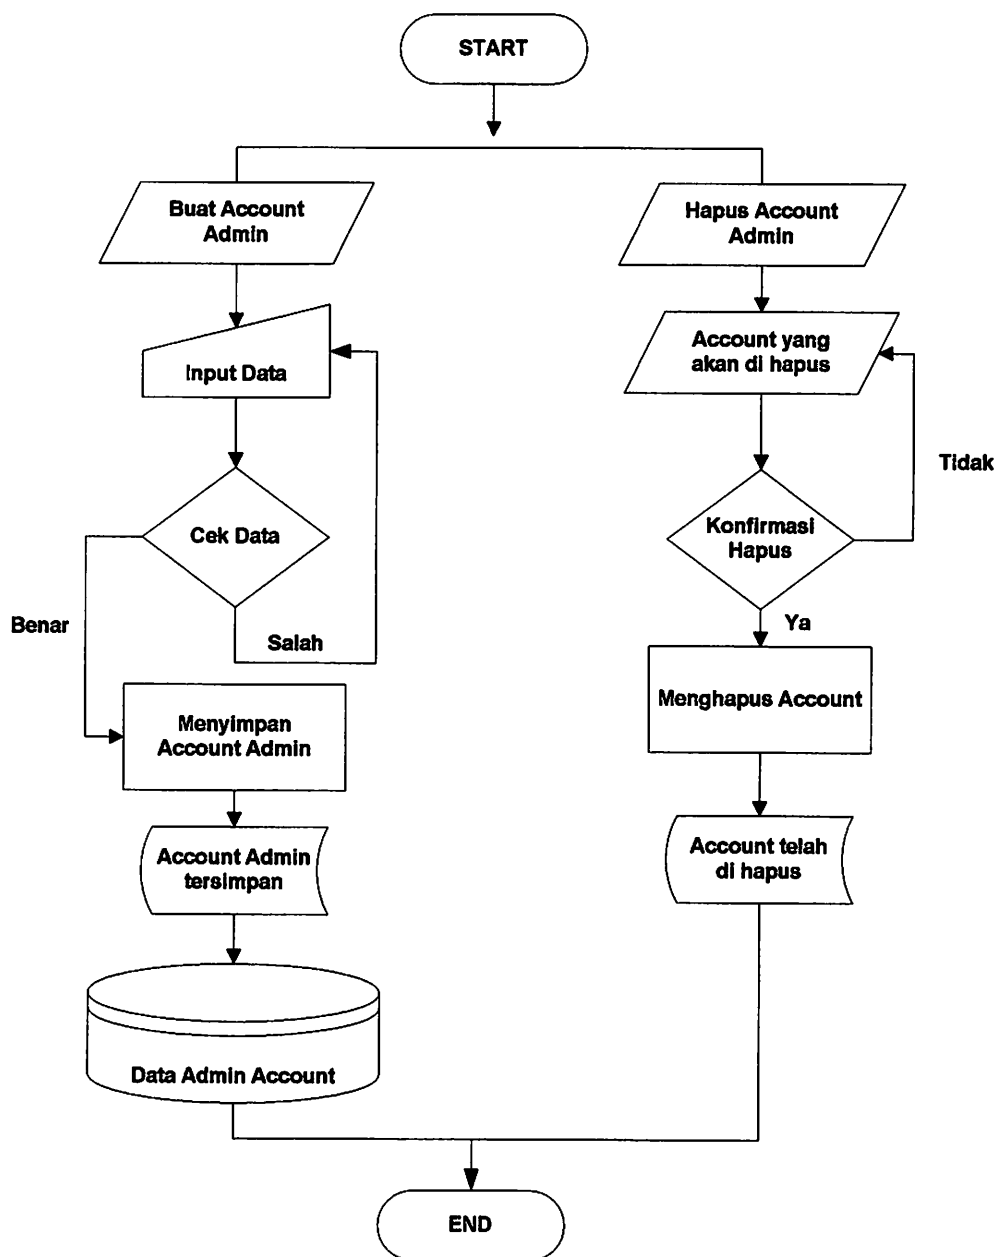 START
Buat Account
Admin
Hapus Account
Admin
Input Data
Account yang
akan di hapus
Tidak
Cek Data
Konfirmasi
Hapus
Benar
Salah
Ya
Menyimpan
Account Admin
Menghapus Account
Account Admin
tersimpan
Account telah
di hapus
Data Admin Account
END